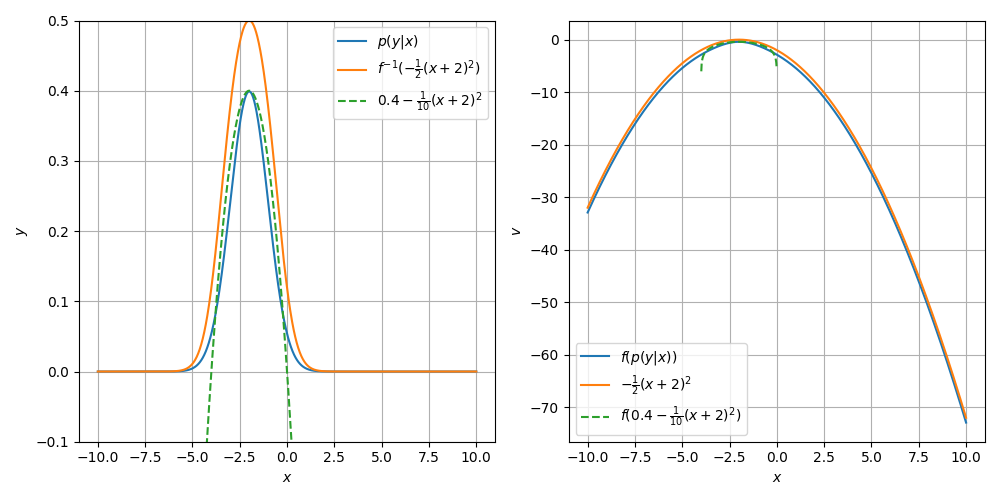 0.5
0.4
0.3
0.2
0.1
0.0
−0.1
y
−10.0 −7.5 −5.0 −2.5 0.0 2.5 5.0 7.5 10.0
x
p(y|x)
f⁻¹(−½(x+2)²)
0.4 − 1/10(x+2)²
0
−10
−20
−30
−40
−50
−60
−70
v
−10.0 −7.5 −5.0 −2.5 0.0 2.5 5.0 7.5 10.0
x
f(p(y|x))
−½(x+2)²
f(0.4 − 1/10(x+2)²)